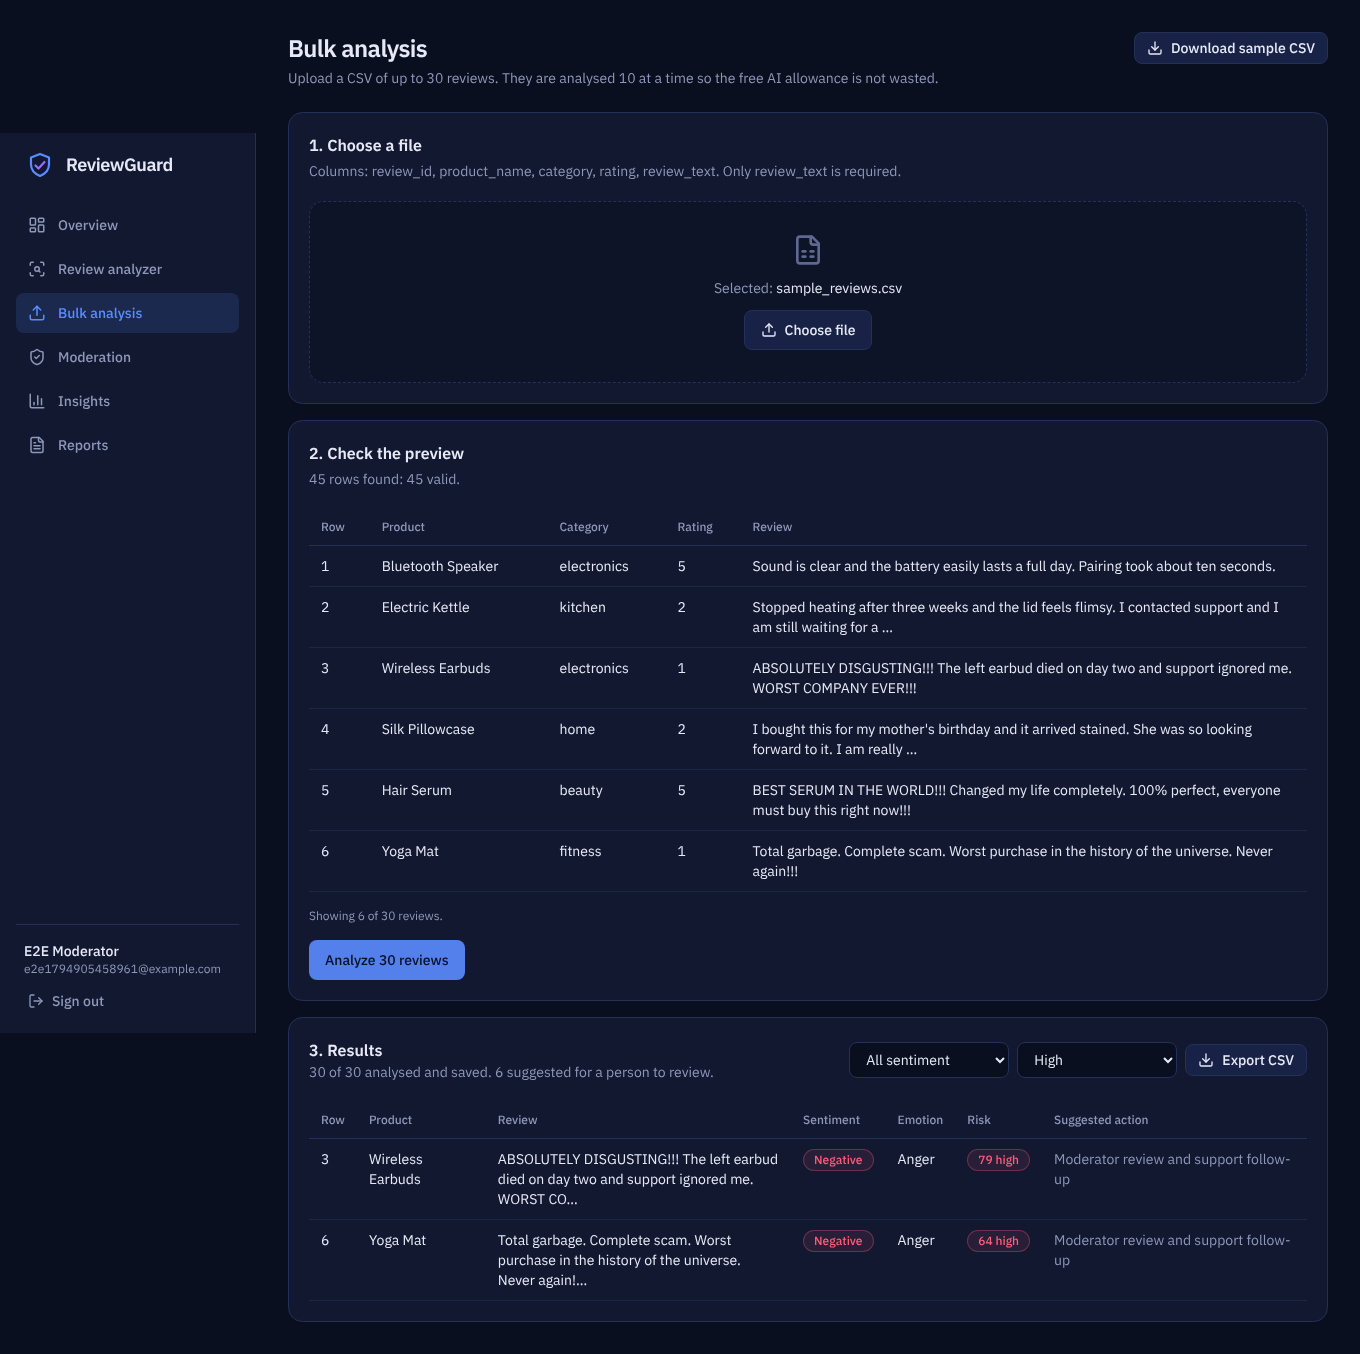 ReviewGuard
Overview
Review analyzer
Bulk analysis
Moderation
Insights
Reports
E2E Moderator
e2e1794905458961@example.com
Sign out
Bulk analysis
Upload a CSV of up to 30 reviews. They are analysed 10 at a time so the free AI allowance is not wasted.
Download sample CSV
1. Choose a file
Columns: review_id, product_name, category, rating, review_text. Only review_text is required.
Selected: sample_reviews.csv
Choose file
2. Check the preview
45 rows found: 45 valid.
Row Product Category Rating Review
1 Bluetooth Speaker electronics 5 Sound is clear and the battery easily lasts a full day. Pairing took about ten seconds.
2 Electric Kettle kitchen 2 Stopped heating after three weeks and the lid feels flimsy. I contacted support and I
am still waiting for a ...
3 Wireless Earbuds electronics 1 ABSOLUTELY DISGUSTING!!! The left earbud died on day two and support ignored me.
WORST COMPANY EVER!!!
4 Silk Pillowcase home 2 I bought this for my mother's birthday and it arrived stained. She was so looking
forward to it. I am really ...
5 Hair Serum beauty 5 BEST SERUM IN THE WORLD!!! Changed my life completely. 100% perfect, everyone
must buy this right now!!!
6 Yoga Mat fitness 1 Total garbage. Complete scam. Worst purchase in the history of the universe. Never
again!!!
Showing 6 of 30 reviews.
Analyze 30 reviews
3. Results
30 of 30 analysed and saved. 6 suggested for a person to review.
All sentiment
High
Export CSV
Row Product Review Sentiment Emotion Risk Suggested action
3 Wireless ABSOLUTELY DISGUSTING!!! The left earbud Negative Anger 79 high Moderator review and support follow-
Earbuds died on day two and support ignored me. up
WORST CO...
6 Yoga Mat Total garbage. Complete scam. Worst Negative Anger 64 high Moderator review and support follow-
purchase in the history of the universe. up
Never again!...